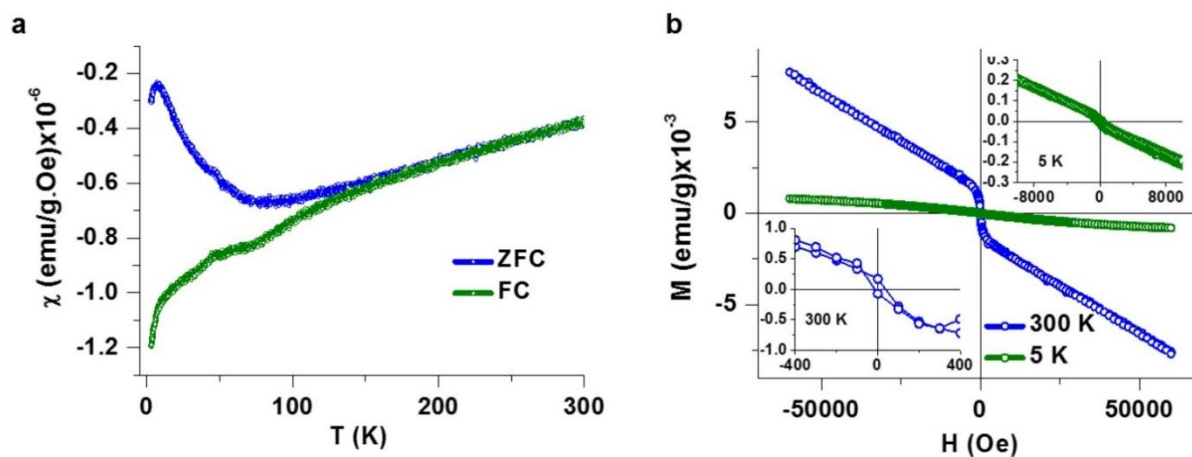 a
χ (emu/g.Oe)x10⁻⁶
-0.2
-0.4
-0.6
-0.8
-1.0
-1.2
ZFC
FC
0
100
200
300
T (K)
b
M (emu/g)x10⁻³
5
0
-5
0.3
0.2
0.1
0.0
-0.1
-0.2
-0.3
5 K
-8000
0
8000
1.0
0.5
0.0
-0.5
-1.0
300 K
-400
0
400
300 K
5 K
-50000
0
50000
H (Oe)